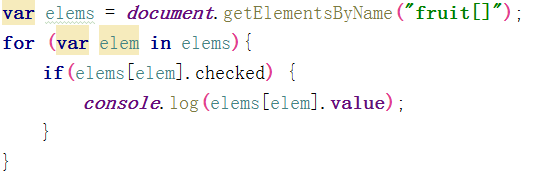 var elems = document.getElementsByName("fruit[]");
for (var elem in elems){
    if(elems[elem].checked) {
        console.log(elems[elem].value);
    }
}